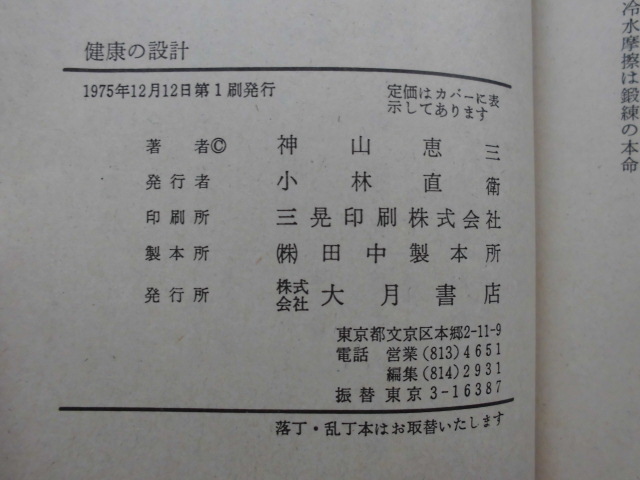 健康の設計
1975年12月12日第1刷発行
定価はカバーに表
示してあります
著者© 神山恵三
発行者 小林直衛
印刷所 三晃印刷株式会社
製本所 ㈱田中製本所
発行所 株式会社 大月書店
東京都文京区本郷2-11-9
電話 営業(813)4651
編集(814)2931
振替 東京 3-16387
落丁・乱丁本はお取替いたします
冷水摩擦は鍛練の本命